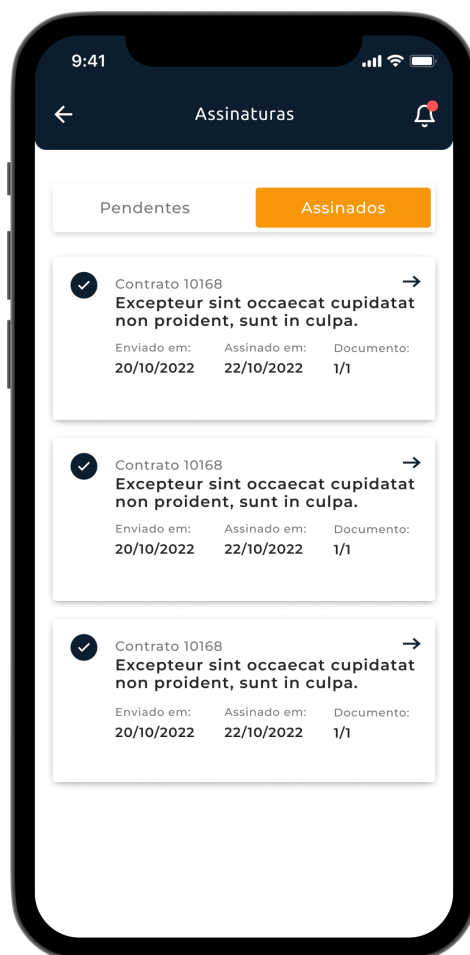 9:41
Assinaturas
Pendentes
Assinados
Contrato 10168
Excepteur sint occaecat cupidatat
non proident, sunt in culpa.
Enviado em: Assinado em: Documento:
20/10/2022 22/10/2022 1/1
Contrato 10168
Excepteur sint occaecat cupidatat
non proident, sunt in culpa.
Enviado em: Assinado em: Documento:
20/10/2022 22/10/2022 1/1
Contrato 10168
Excepteur sint occaecat cupidatat
non proident, sunt in culpa.
Enviado em: Assinado em: Documento:
20/10/2022 22/10/2022 1/1